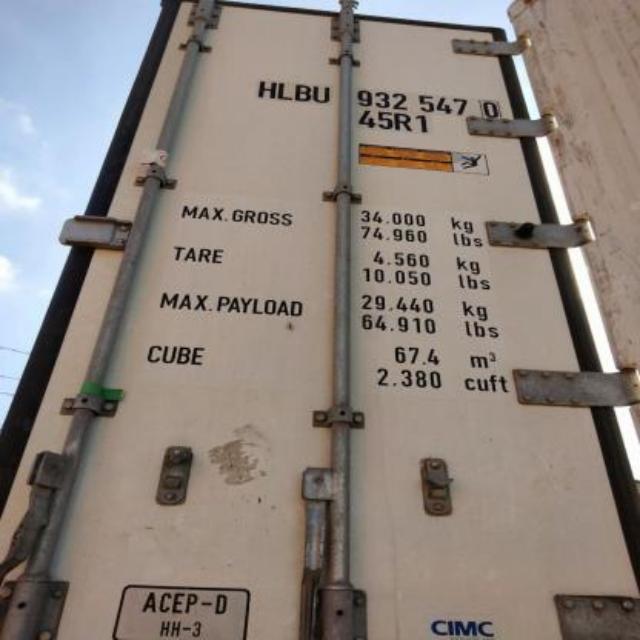 HLBU 932 547 0
45R1
MAX.GROSS 34.000 kg
74.960 lbs
TARE 4.560 kg
10.050 lbs
MAX.PAYLOAD 29.440 kg
64.910 lbs
CUBE 67.4 m³
2.380 cuft
ACEP-D
HH-3
CIMC